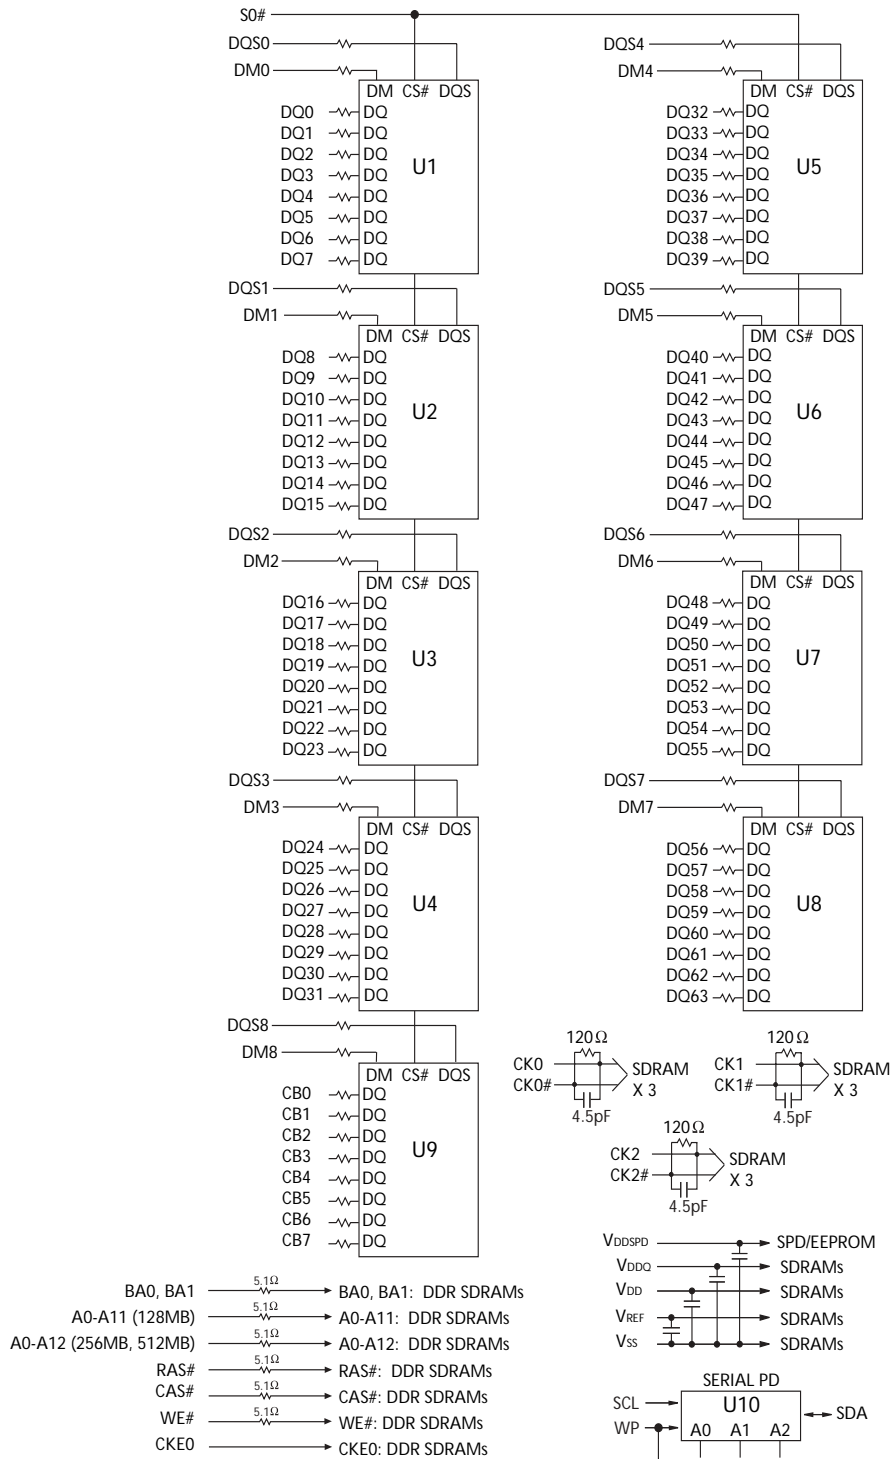 S0#
DQS0
DM0
DM CS# DQS
DQ0 DQ
DQ1 DQ
DQ2 DQ
DQ3 DQ
DQ4 DQ
DQ5 DQ
DQ6 DQ
DQ7 DQ
U1
DQS4
DM4
DM CS# DQS
DQ32 DQ
DQ33 DQ
DQ34 DQ
DQ35 DQ
DQ36 DQ
DQ37 DQ
DQ38 DQ
DQ39 DQ
U5
DQS1
DM1
DM CS# DQS
DQ8 DQ
DQ9 DQ
DQ10 DQ
DQ11 DQ
DQ12 DQ
DQ13 DQ
DQ14 DQ
DQ15 DQ
U2
DQS5
DM5
DM CS# DQS
DQ40 DQ
DQ41 DQ
DQ42 DQ
DQ43 DQ
DQ44 DQ
DQ45 DQ
DQ46 DQ
DQ47 DQ
U6
DQS2
DM2
DM CS# DQS
DQ16 DQ
DQ17 DQ
DQ18 DQ
DQ19 DQ
DQ20 DQ
DQ21 DQ
DQ22 DQ
DQ23 DQ
U3
DQS6
DM6
DM CS# DQS
DQ48 DQ
DQ49 DQ
DQ50 DQ
DQ51 DQ
DQ52 DQ
DQ53 DQ
DQ54 DQ
DQ55 DQ
U7
DQS3
DM3
DM CS# DQS
DQ24 DQ
DQ25 DQ
DQ26 DQ
DQ27 DQ
DQ28 DQ
DQ29 DQ
DQ30 DQ
DQ31 DQ
U4
DQS7
DM7
DM CS# DQS
DQ56 DQ
DQ57 DQ
DQ58 DQ
DQ59 DQ
DQ60 DQ
DQ61 DQ
DQ62 DQ
DQ63 DQ
U8
DQS8
DM8
DM CS# DQS
CB0 DQ
CB1 DQ
CB2 DQ
CB3 DQ
CB4 DQ
CB5 DQ
CB6 DQ
CB7 DQ
U9
120Ω
CK0
CK0#
SDRAM
X 3
4.5pF
120Ω
CK1
CK1#
SDRAM
X 3
4.5pF
120Ω
CK2
CK2#
SDRAM
X 3
4.5pF
VDDSPD SPD/EEPROM
VDDQ SDRAMs
VDD SDRAMs
VREF SDRAMs
VSS SDRAMs
BA0, BA1 5.1Ω BA0, BA1: DDR SDRAMs
A0-A11 (128MB) 5.1Ω A0-A11: DDR SDRAMs
A0-A12 (256MB, 512MB) 5.1Ω A0-A12: DDR SDRAMs
RAS# 5.1Ω RAS#: DDR SDRAMs
CAS# 5.1Ω CAS#: DDR SDRAMs
WE# 5.1Ω WE#: DDR SDRAMs
CKE0 CKE0: DDR SDRAMs
SERIAL PD
SCL U10 SDA
WP A0 A1 A2